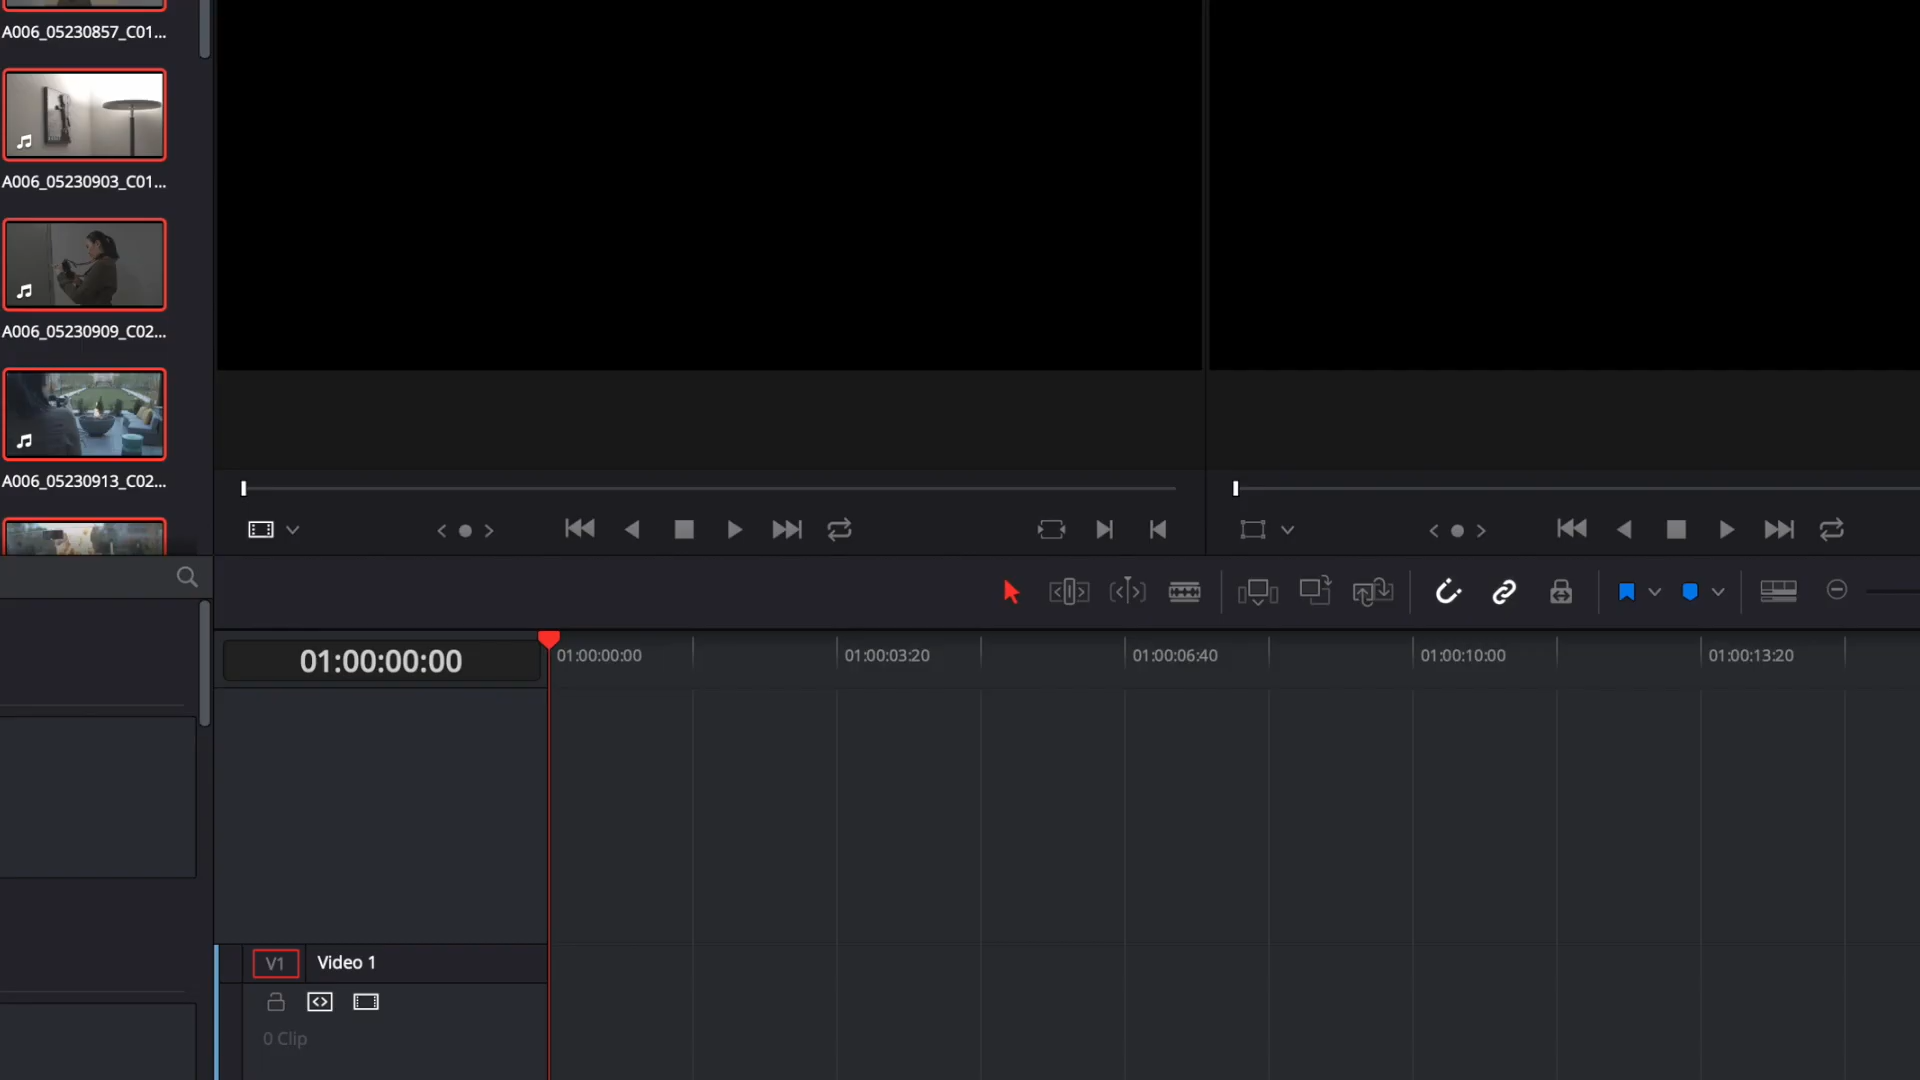 A006_05230857_C01...
A006_05230903_C01...
A006_05230909_C02...
A006_05230913_C02...
01:00:00:00
01:00:00:00
01:00:03:20
01:00:06:40
01:00:10:00
01:00:13:20
V1
Video 1
0 Clip